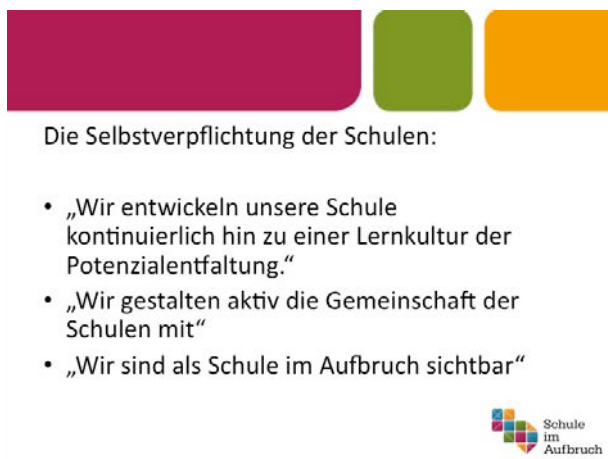 Die Selbstverpflichtung der Schulen:
• „Wir entwickeln unsere Schule
kontinuierlich hin zu einer Lernkultur der
Potenzialentfaltung.“
• „Wir gestalten aktiv die Gemeinschaft der
Schulen mit“
• „Wir sind als Schule im Aufbruch sichtbar“
Schule
im
Aufbruch